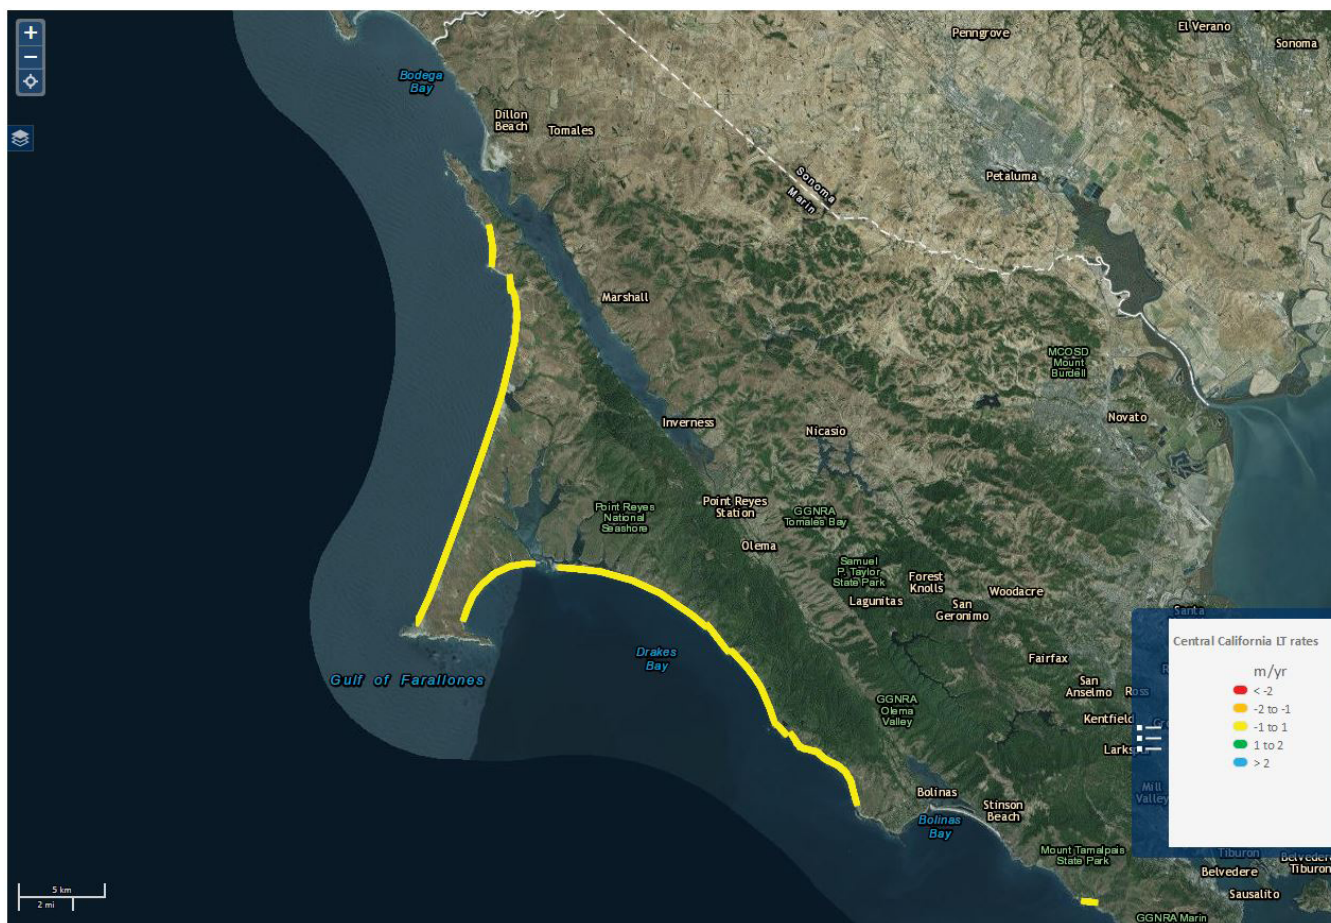 +
−
El Verano
Penngrove
Sonoma
Bodega
Bay
Dillon
Beach
Tomales
Petaluma
Sonoma
Marin
Marshall
MCOSD
Mount
Burdell
Novato
Inverness
Nicasio
Point Reyes
National
Seashore
Point Reyes
Station
GGNRA
Tomales Bay
Olema
Samuel
P. Taylor
State Park
Forest
Knolls
Woodacre
Lagunitas
San
Geronimo
Santa
Drakes
Bay
Gulf of Farallones
Fairfax
San
Anselmo
Ross
GGNRA
Olema
Valley
Kentfield
Larksp
Central California LT rates
m/yr
< -2
-2 to -1
-1 to 1
1 to 2
> 2
Mill
Valley
Bolinas
Stinson
Beach
Bolinas
Bay
Mount Tamalpais
State Park
Tiburon
Belvedere
Belvedere
Tiburon
Sausalito
GGNRA Marin
5 km
2 mi